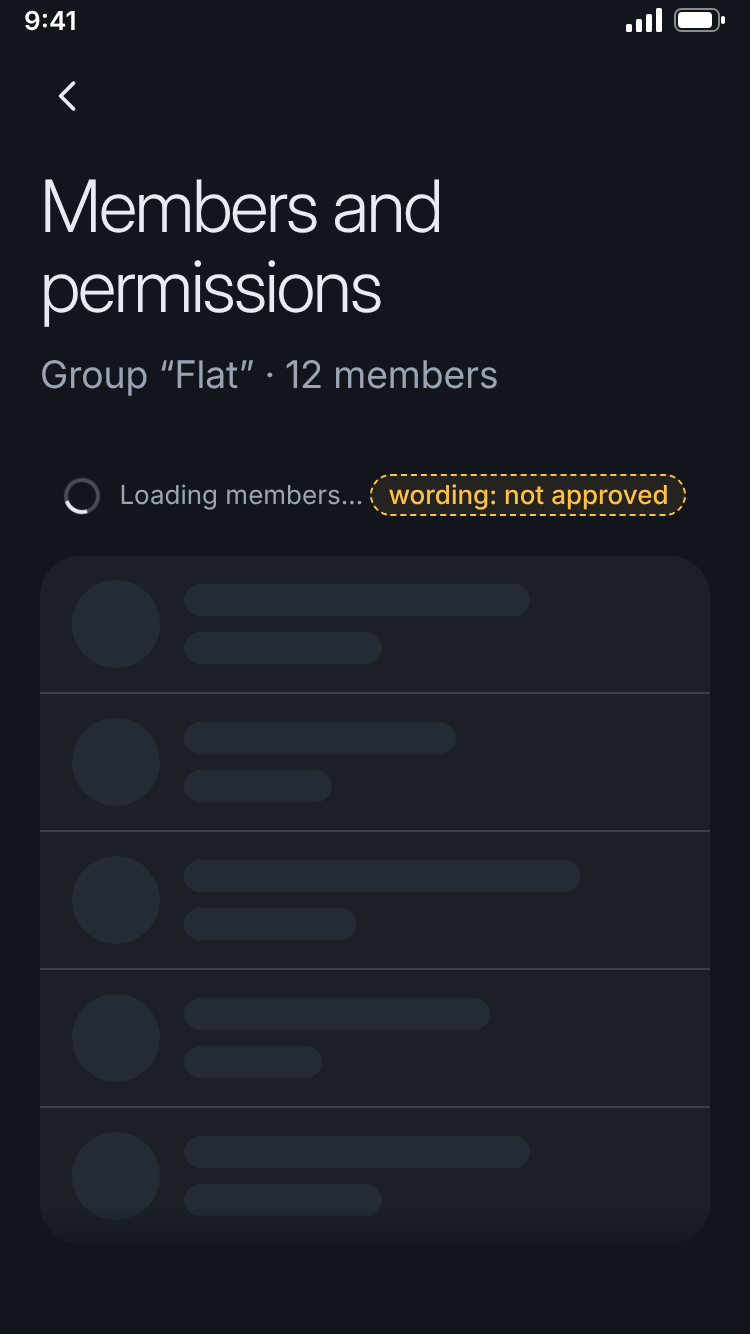 9:41
Members and
permissions
Group “Flat” · 12 members
Loading members… wording: not approved